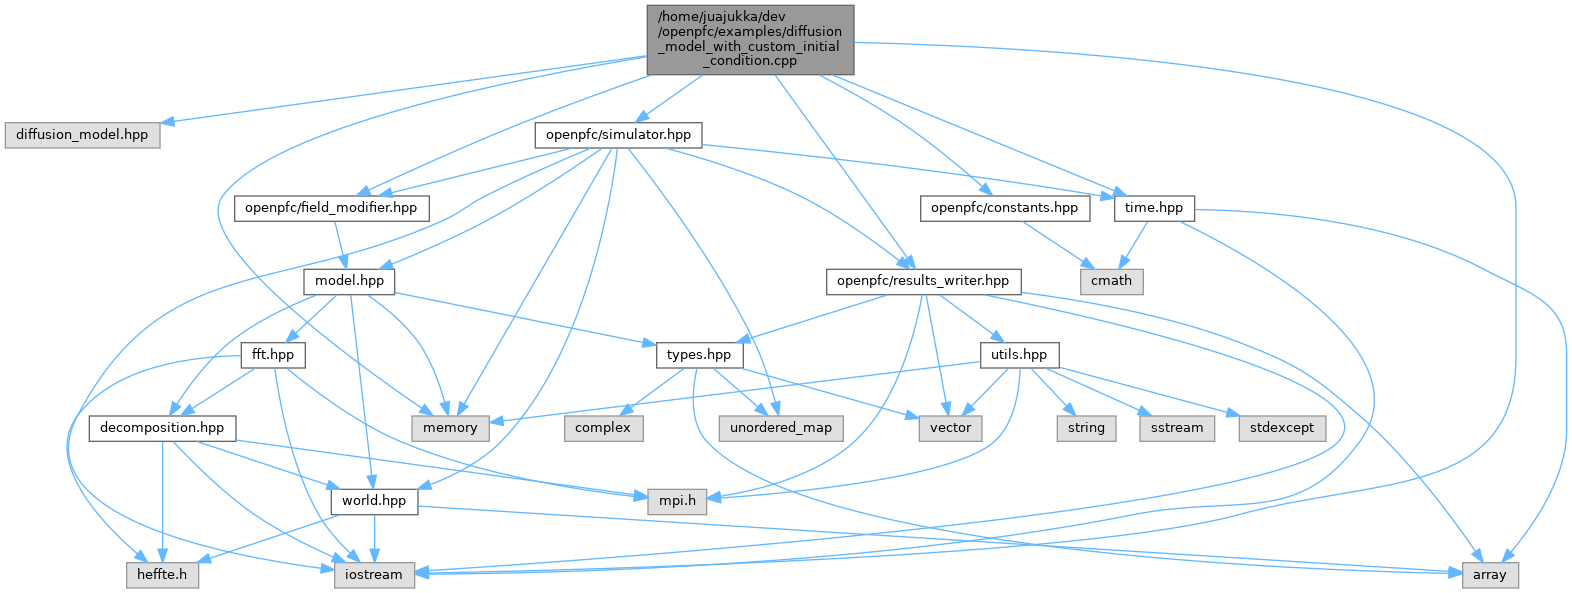 /home/juajukka/dev
/openpfc/examples/diffusion
_model_with_custom_initial
_condition.cpp
diffusion_model.hpp
openpfc/simulator.hpp
openpfc/field_modifier.hpp
openpfc/constants.hpp
time.hpp
model.hpp
openpfc/results_writer.hpp
cmath
fft.hpp
types.hpp
utils.hpp
decomposition.hpp
memory
complex
unordered_map
vector
string
sstream
stdexcept
world.hpp
mpi.h
heffte.h
iostream
array